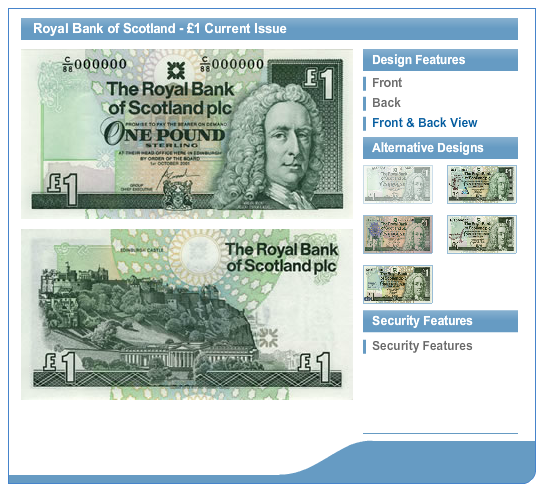 Royal Bank of Scotland - £1 Current Issue
C/88 000000 C/88 000000
£1
The Royal Bank
of Scotland plc
PROMISE TO PAY THE BEARER ON DEMAND
ONE POUND
STERLING
AT THEIR HEAD OFFICE HERE IN EDINBURGH
BY ORDER OF THE BOARD
1ST OCTOBER 2001
GROUP
CHIEF EXECUTIVE
£1
EDINBURGH CASTLE
The Royal Bank
of Scotland plc
£1 £1
Design Features
Front
Back
Front & Back View
Alternative Designs
Security Features
Security Features